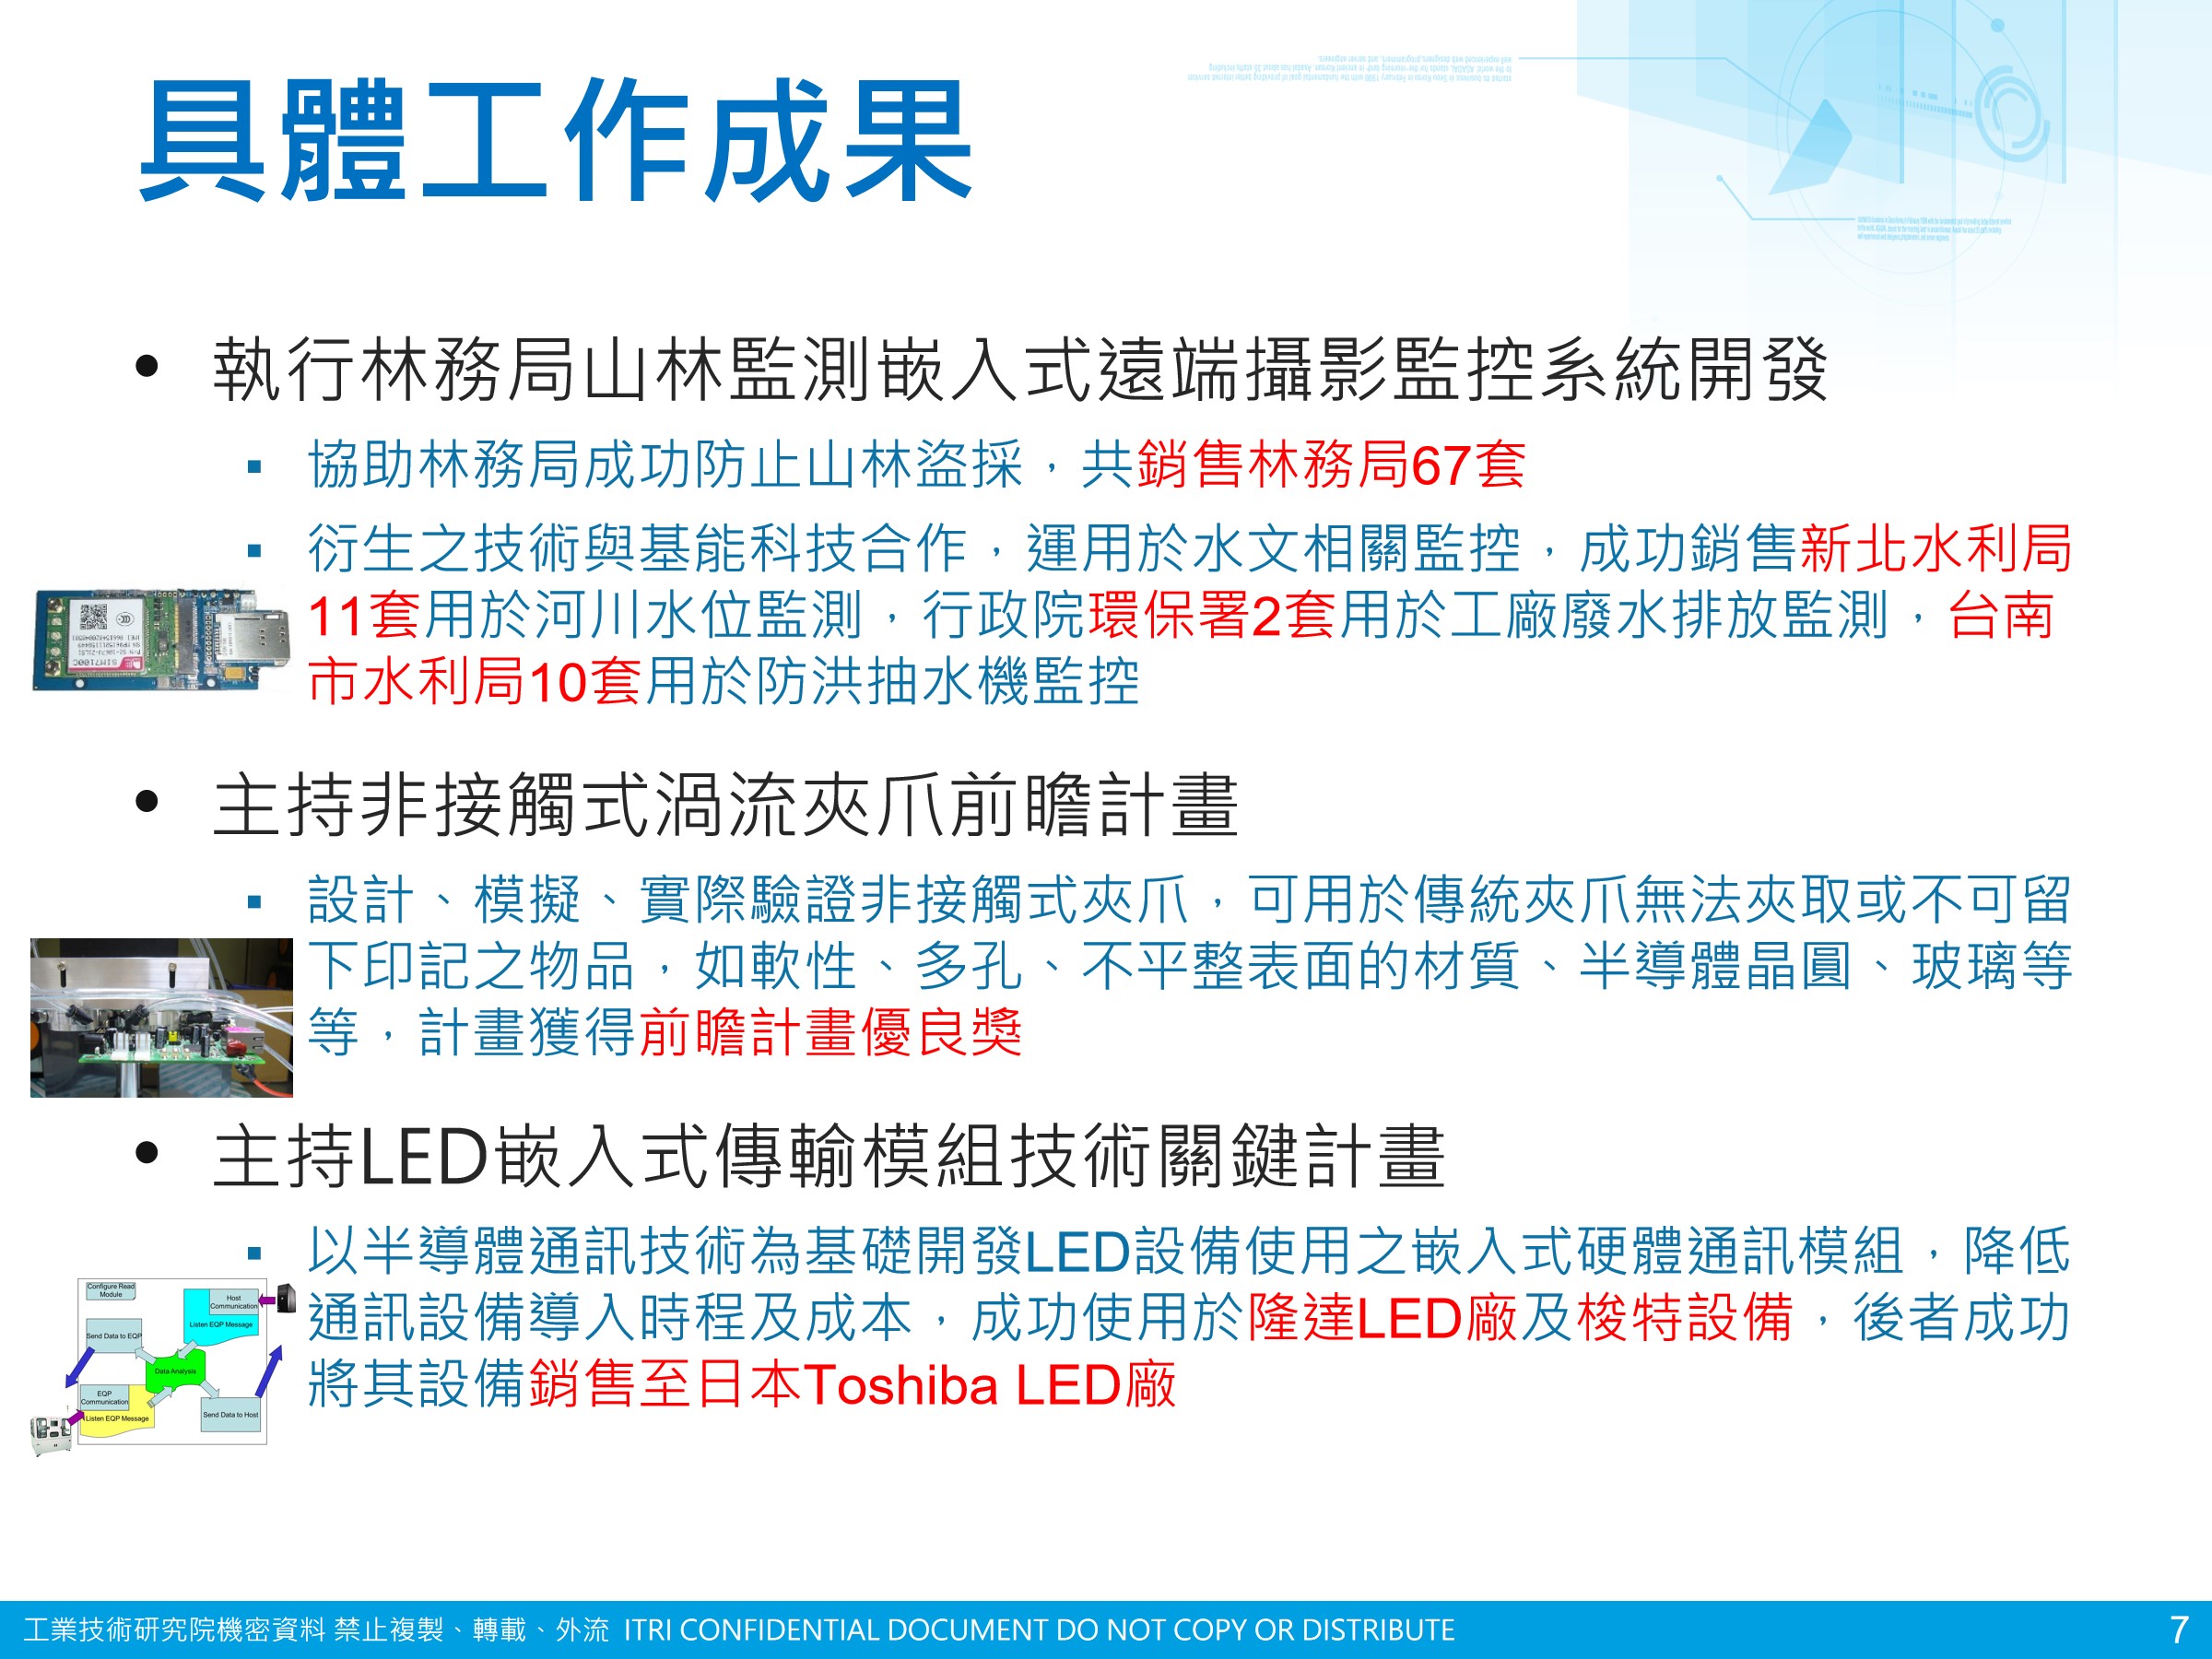 具體工作成果
• 執行林務局山林監測嵌入式遠端攝影監控系統開發
▪ 協助林務局成功防止山林盜採，共銷售林務局67套
▪ 衍生之技術與基能科技合作，運用於水文相關監控，成功銷售新北水利局
11套用於河川水位監測，行政院環保署2套用於工廠廢水排放監測，台南
市水利局10套用於防洪抽水機監控
SIM7100C
• 主持非接觸式渦流夾爪前瞻計畫
▪ 設計、模擬、實際驗證非接觸式夾爪，可用於傳統夾爪無法夾取或不可留
下印記之物品，如軟性、多孔、不平整表面的材質、半導體晶圓、玻璃等
等，計畫獲得前瞻計畫優良獎
• 主持LED嵌入式傳輸模組技術關鍵計畫
▪ 以半導體通訊技術為基礎開發LED設備使用之嵌入式硬體通訊模組，降低
通訊設備導入時程及成本，成功使用於隆達LED廠及梭特設備，後者成功
將其設備銷售至日本Toshiba LED廠
Configure Read
Module
Host
Communication
Listen EQP Message
Send Data to EQP
Data Analysis
EQP
Communication
Listen EQP Message
Send Data to Host
工業技術研究院機密資料 禁止複製、轉載、外流 ITRI CONFIDENTIAL DOCUMENT DO NOT COPY OR DISTRIBUTE
7